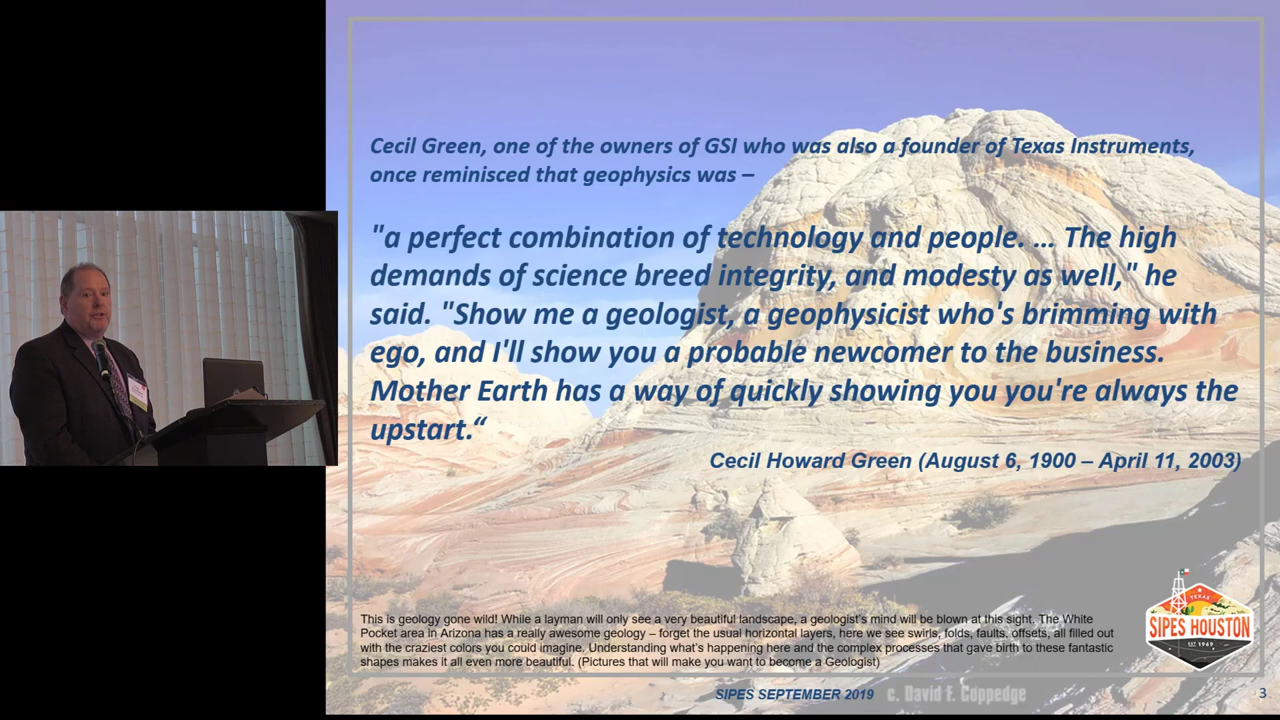 Cecil Green, one of the owners of GSI who was also a founder of Texas Instruments,
once reminisced that geophysics was –
"a perfect combination of technology and people. ... The high
demands of science breed integrity, and modesty as well," he
said. "Show me a geologist, a geophysicist who's brimming with
ego, and I'll show you a probable newcomer to the business.
Mother Earth has a way of quickly showing you you're always the
upstart.“
Cecil Howard Green (August 6, 1900 – April 11, 2003)
This is geology gone wild! While a layman will only see a very beautiful landscape, a geologist's mind will be blown at this sight. The White
Pocket area in Arizona has a really awesome geology – forget the usual horizontal layers, here we see swirls, folds, faults, offsets, all filled out
with the craziest colors you could imagine. Understanding what's happening here and the complex processes that gave birth to these fantastic
shapes makes it all even more beautiful. (Pictures that will make you want to become a Geologist)
TEXAS
SIPES HOUSTON
EST 1949
SIPES SEPTEMBER 2019
c. David F. Coppedge
3